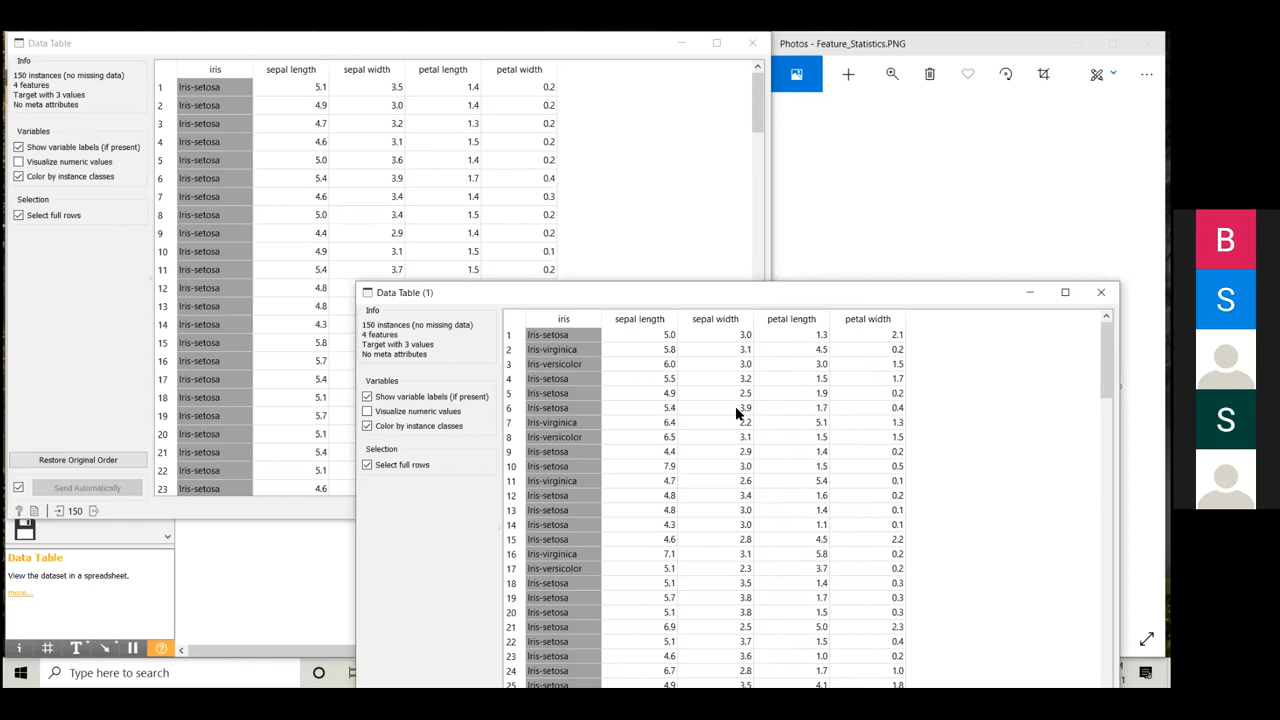 Data Table
Info
150 instances (no missing data)
4 features
Target with 3 values
No meta attributes
Variables
Show variable labels (if present)
Visualize numeric values
Color by instance classes
Selection
Select full rows
Restore Original Order
Send Automatically
150
iris sepal length sepal width petal length petal width
1 Iris-setosa 5.1 3.5 1.4 0.2
2 Iris-setosa 4.9 3.0 1.4 0.2
3 Iris-setosa 4.7 3.2 1.3 0.2
4 Iris-setosa 4.6 3.1 1.5 0.2
5 Iris-setosa 5.0 3.6 1.4 0.2
6 Iris-setosa 5.4 3.9 1.7 0.4
7 Iris-setosa 4.6 3.4 1.4 0.3
8 Iris-setosa 5.0 3.4 1.5 0.2
9 Iris-setosa 4.4 2.9 1.4 0.2
10 Iris-setosa 4.9 3.1 1.5 0.1
11 Iris-setosa 5.4 3.7 1.5 0.2
12 Iris-setosa 4.8
13 Iris-setosa 4.8
14 Iris-setosa 4.3
15 Iris-setosa 5.8
16 Iris-setosa 5.7
17 Iris-setosa 5.4
18 Iris-setosa 5.1
19 Iris-setosa 5.7
20 Iris-setosa 5.1
21 Iris-setosa 5.4
22 Iris-setosa 5.1
23 Iris-setosa 4.6
Photos - Feature_Statistics.PNG
Data Table (1)
Info
150 instances (no missing data)
4 features
Target with 3 values
No meta attributes
Variables
Show variable labels (if present)
Visualize numeric values
Color by instance classes
Selection
Select full rows
iris sepal length sepal width petal length petal width
1 Iris-setosa 5.0 3.0 1.3 2.1
2 Iris-virginica 5.8 3.1 4.5 0.2
3 Iris-versicolor 6.0 3.0 3.0 1.5
4 Iris-setosa 5.5 3.2 1.5 1.7
5 Iris-setosa 4.9 2.5 1.9 0.2
6 Iris-setosa 5.4 3.9 1.7 0.4
7 Iris-virginica 6.4 2.2 5.1 1.3
8 Iris-versicolor 6.5 3.1 1.5 1.5
9 Iris-setosa 4.4 2.9 1.4 0.2
10 Iris-setosa 7.9 3.0 1.5 0.5
11 Iris-virginica 4.7 2.6 5.4 0.1
12 Iris-setosa 4.8 3.4 1.6 0.2
13 Iris-setosa 4.8 3.0 1.4 0.1
14 Iris-setosa 4.3 3.0 1.1 0.1
15 Iris-setosa 4.6 2.8 4.5 2.2
16 Iris-virginica 7.1 3.1 5.8 0.2
17 Iris-versicolor 5.1 2.3 3.7 0.2
18 Iris-setosa 5.1 3.5 1.4 0.3
19 Iris-setosa 5.7 3.8 1.7 0.3
20 Iris-setosa 5.1 3.8 1.5 0.3
21 Iris-setosa 6.9 2.5 5.0 2.3
22 Iris-setosa 5.1 3.7 1.5 0.4
23 Iris-setosa 4.6 3.6 1.0 0.2
24 Iris-setosa 6.7 2.8 1.7 1.0
25 Iris-setosa 4.9 3.5 4.1 1.8
Data Table
View the dataset in a spreadsheet.
more...
Type here to search
B
S
S